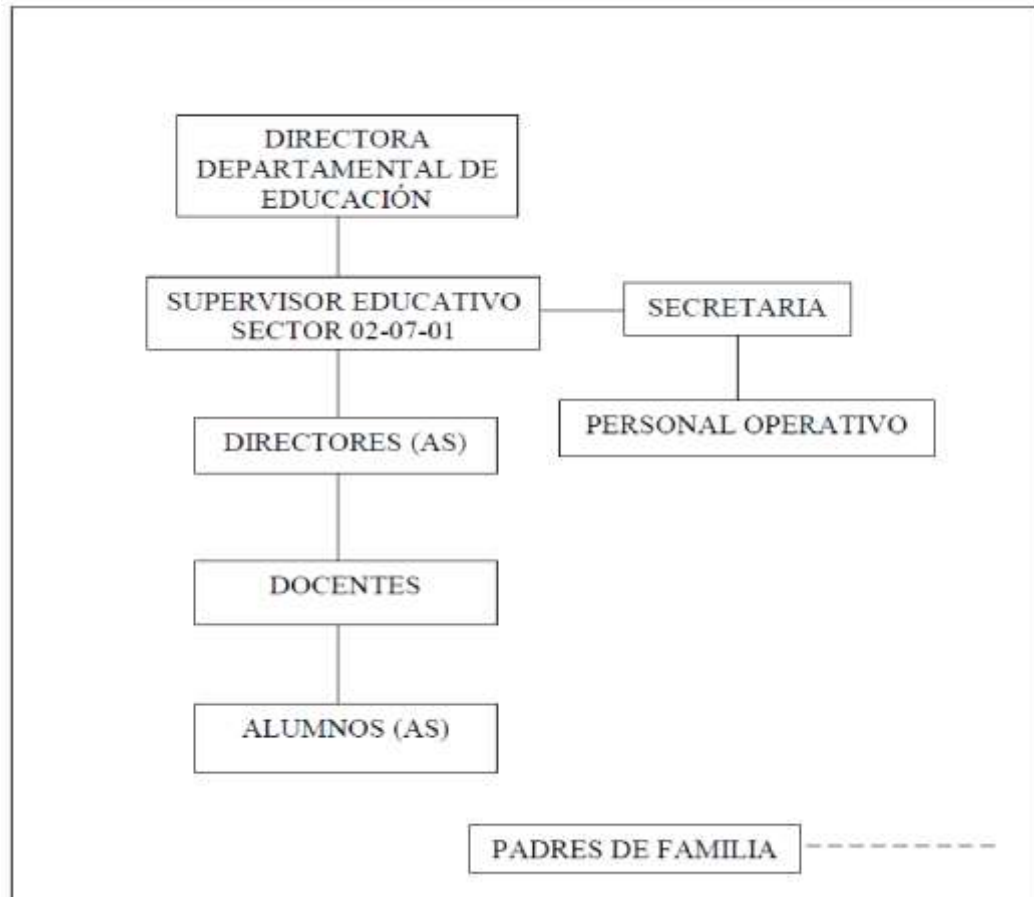 DIRECTORA
DEPARTAMENTAL DE
EDUCACIÓN
SUPERVISOR EDUCATIVO
SECTOR 02-07-01
SECRETARIA
DIRECTORES (AS)
PERSONAL OPERATIVO
DOCENTES
ALUMNOS (AS)
PADRES DE FAMILIA